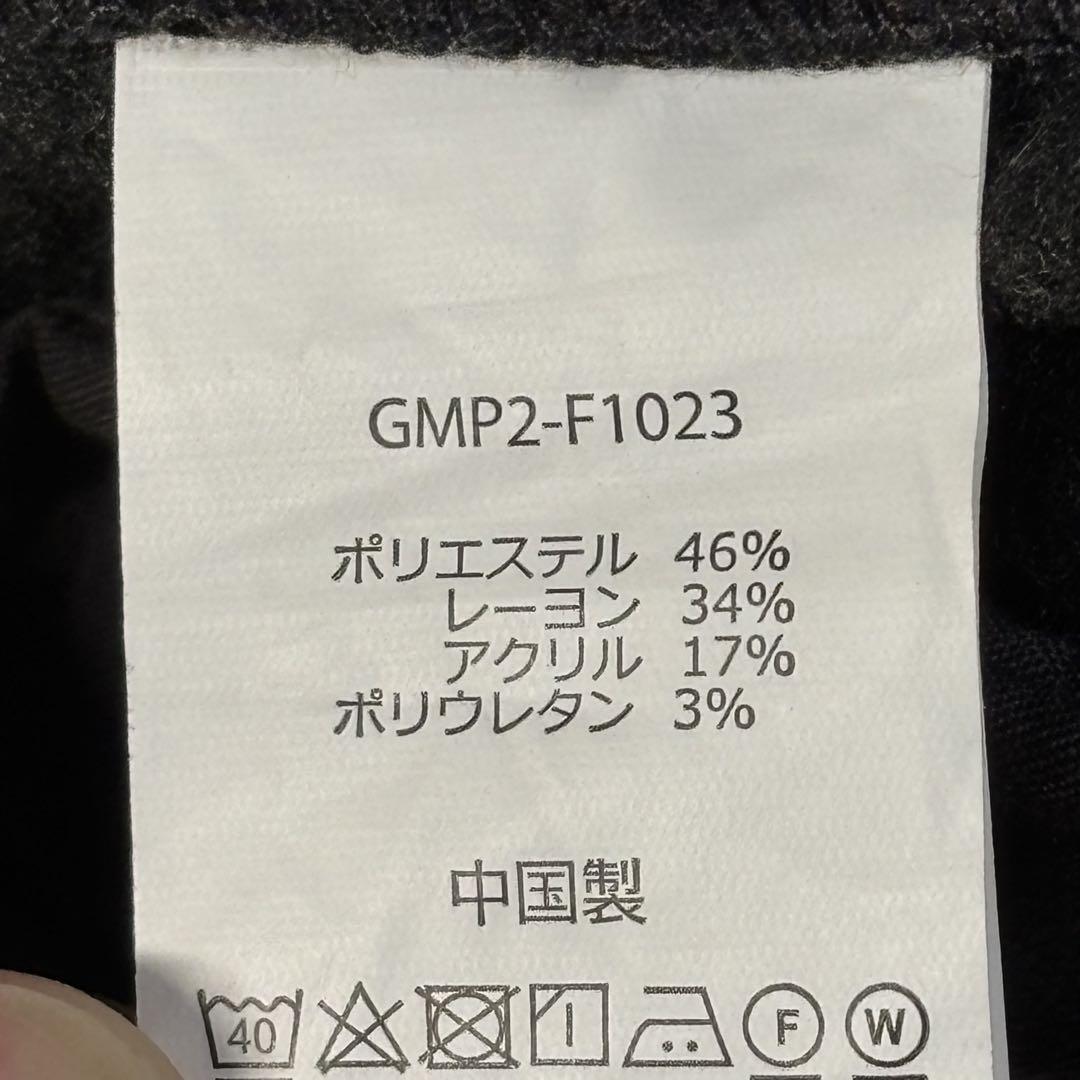 GMP2-F1023
ポリエステル 46%
レーヨン 34%
アクリル 17%
ポリウレタン 3%
中国製
40 F W